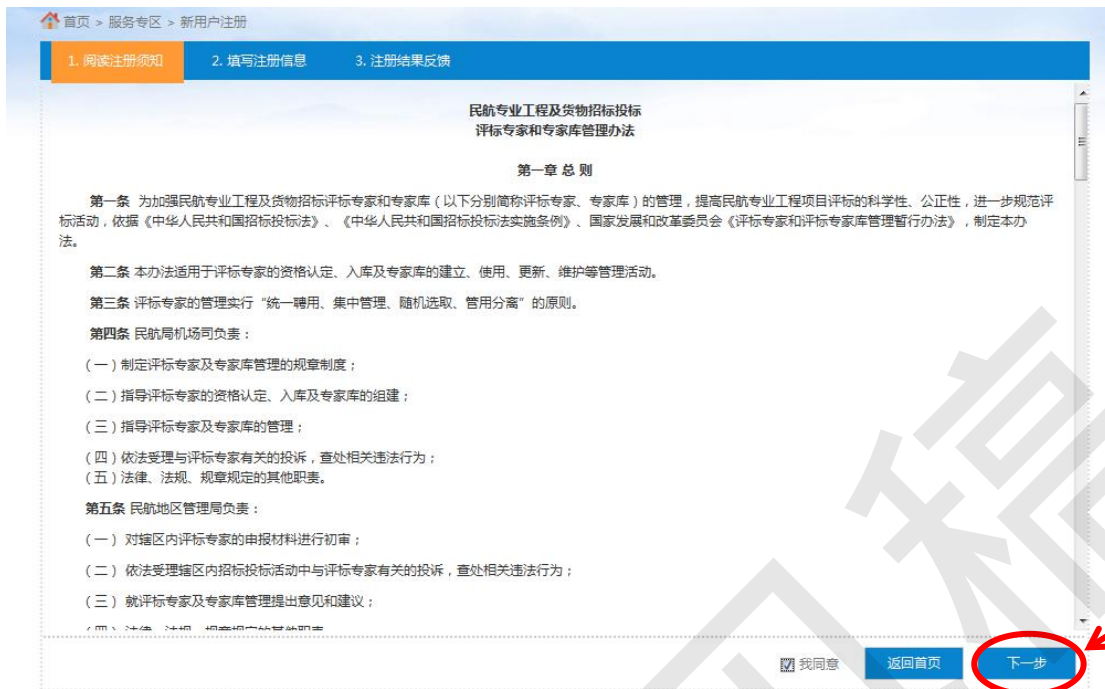 首页 > 服务专区 > 新用户注册
1. 阅读注册须知 2. 填写注册信息 3. 注册结果反馈
民航专业工程及货物招标投标
评标专家和专家库管理办法
第一章 总 则
第一条 为加强民航专业工程及货物招标评标专家和专家库（以下分别简称评标专家、专家库）的管理，提高民航专业工程项目评标的科学性、公正性，进一步规范评
标活动，依据《中华人民共和国招标投标法》、《中华人民共和国招标投标法实施条例》、国家发展和改革委员会《评标专家和评标专家库管理暂行办法》，制定本办
法。
第二条 本办法适用于评标专家的资格认定、入库及专家库的建立、使用、更新、维护等管理活动。
第三条 评标专家的管理实行“统一聘用、集中管理、随机选取、管用分离”的原则。
第四条 民航局机场司负责：
（一）制定评标专家及专家库管理的规章制度；
（二）指导评标专家的资格认定、入库及专家库的组建；
（三）指导评标专家及专家库的管理；
（四）依法受理与评标专家有关的投诉，查处相关违法行为；
（五）法律、法规、规章规定的其他职责。
第五条 民航地区管理局负责：
（一） 对辖区内评标专家的申报材料进行初审；
（二） 依法受理辖区内招标投标活动中与评标专家有关的投诉，查处相关违法行为；
（三） 就评标专家及专家库管理提出意见和建议；
（四） 法律、法规、规章规定的其他职责
我同意 返回首页 下一步